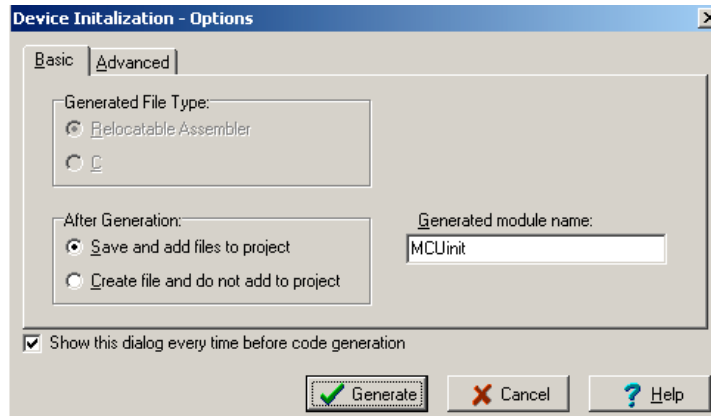 Device Initalization - Options
Basic Advanced
Generated File Type:
Relocatable Assembler
C
After Generation: Generated module name:
Save and add files to project MCUinit
Create file and do not add to project
Show this dialog every time before code generation
Generate Cancel Help